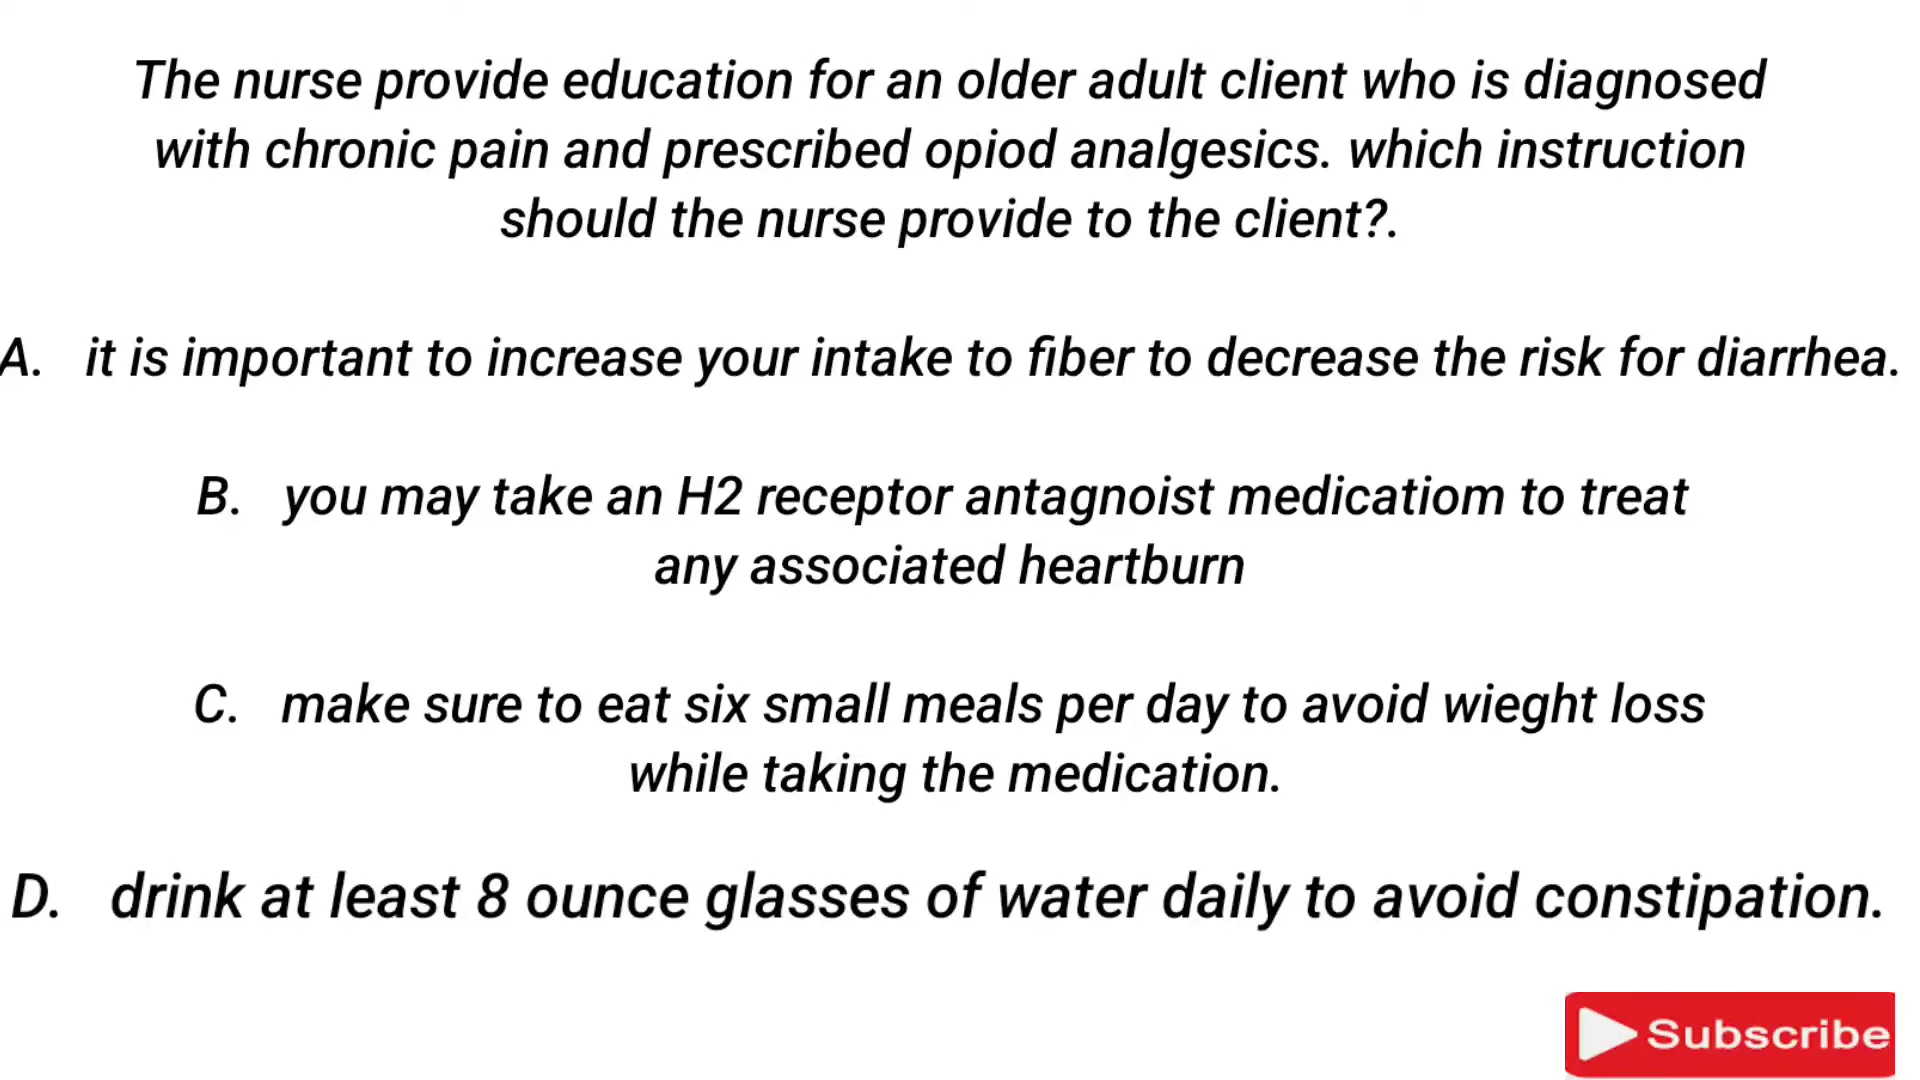 The nurse provide education for an older adult client who is diagnosed
with chronic pain and prescribed opiod analgesics. which instruction
should the nurse provide to the client?.
A. it is important to increase your intake to fiber to decrease the risk for diarrhea.
B. you may take an H2 receptor antagnoist medicatiom to treat
any associated heartburn
C. make sure to eat six small meals per day to avoid wieght loss
while taking the medication.
D. drink at least 8 ounce glasses of water daily to avoid constipation.
Subscribe